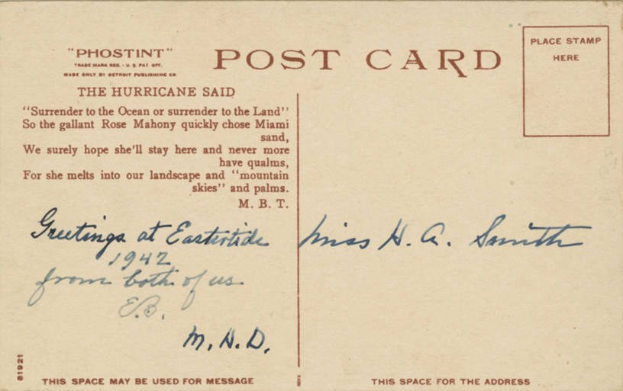 "PHOSTINT"
TRADE MARK REG. - U. S. PAT. OFF.
MADE ONLY BY DETROIT PUBLISHING CO.
POST CARD
PLACE STAMP
HERE
THE HURRICANE SAID
"Surrender to the Ocean or surrender to the Land"
So the gallant Rose Mahony quickly chose Miami
sand,
We surely hope she'll stay here and never more
have qualms,
For she melts into our landscape and "mountain
skies" and palms.
M. B. T.
Greetings at Eastertide
1942
from both of us
E.B.
M. H. D.
Miss H. A. Smith
81921
THIS SPACE MAY BE USED FOR MESSAGE
THIS SPACE FOR THE ADDRESS